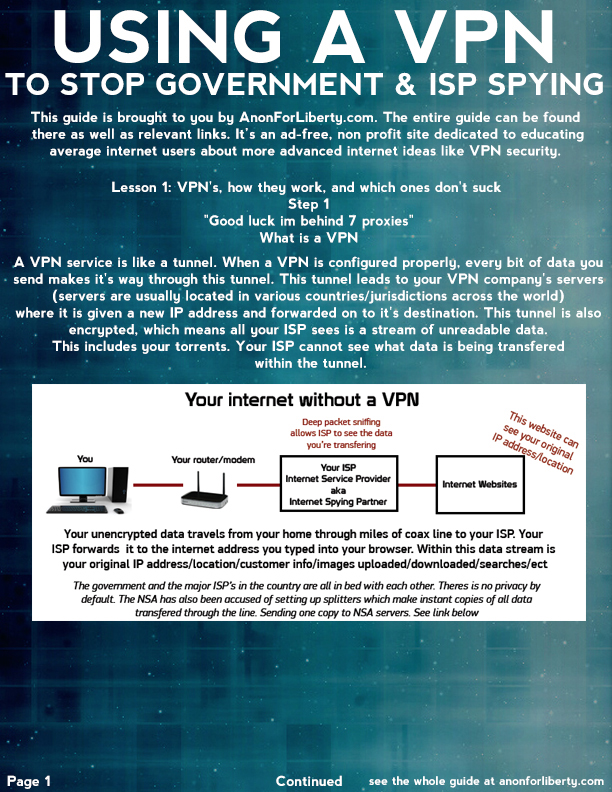 USING A VPN
TO STOP GOVERNMENT & ISP SPYING
This guide is brought to you by AnonForLiberty.com. The entire guide can be found
there as well as relevant links. It's an ad-free, non profit site dedicated to educating
average internet users about more advanced internet ideas like VPN security.
Lesson 1: VPN's, how they work, and which ones don't suck
Step 1
"Good luck im behind 7 proxies"
What is a VPN
A VPN service is like a tunnel. When a VPN is configured properly, every bit of data you
send makes it's way through this tunnel. This tunnel leads to your VPN company's servers
(servers are usually located in various countries/jurisdictions across the world)
where it is given a new IP address and forwarded on to it's destination. This tunnel is also
encrypted, which means all your ISP sees is a stream of unreadable data.
This includes your torrents. Your ISP cannot see what data is being transfered
within the tunnel.
Your internet without a VPN
Deep packet sniffing
allows ISP to see the data
you're transfering
This website can
see your original
IP address/location
You
Your router/modem
Your ISP
Internet Service Provider
aka
Internet Spying Partner
Internet Websites
Your unencrypted data travels from your home through miles of coax line to your ISP. Your
ISP forwards it to the internet address you typed into your browser. Within this data stream is
your original IP address/location/customer info/images uploaded/downloaded/searches/ect
The government and the major ISP's in the country are all in bed with each other. Theres is no privacy by
default. The NSA has also been accused of setting up splitters which make instant copies of all data
transfered through the line. Sending one copy to NSA servers. See link below
Page 1
Continued
see the whole guide at anonforliberty.com